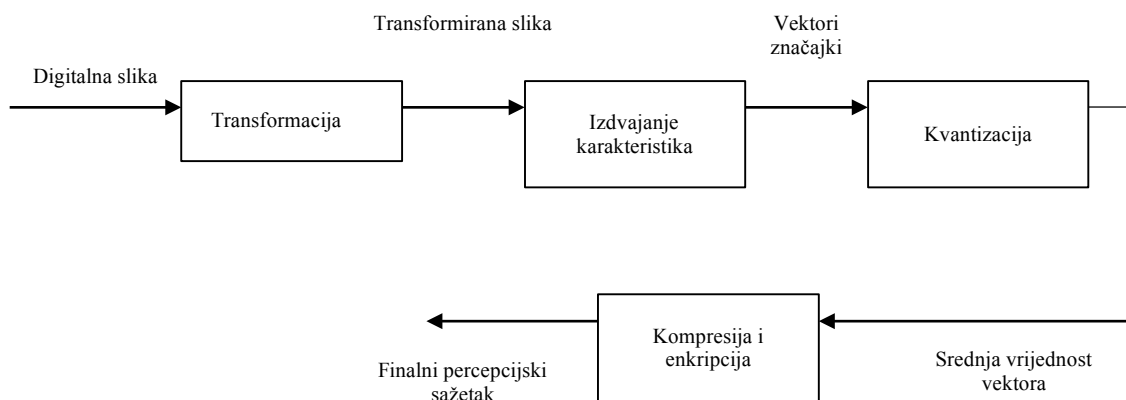 Transformirana slika
Vektori
značajki
Digitalna slika
Transformacija
Izdvajanje
karakteristika
Kvantizacija
Kompresija i
enkripcija
Srednja vrijednost
vektora
Finalni percepcijski
sažetak